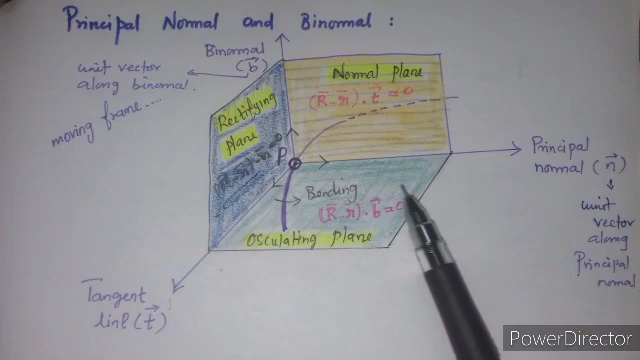 Principal Normal and Binormal :
Binormal
(b⃗)
unit vector
along binormal.
moving frame....
Normal plane
(R⃗-r⃗).t⃗=0
Rectifying
plane
(R⃗-r⃗).n⃗=0
P
Bending
(R⃗-r⃗).b⃗=0
Osculating plane
Principal
normal (n⃗)
unit
vector
along
Principal
normal
Tangent
line(t⃗)
PowerDirector